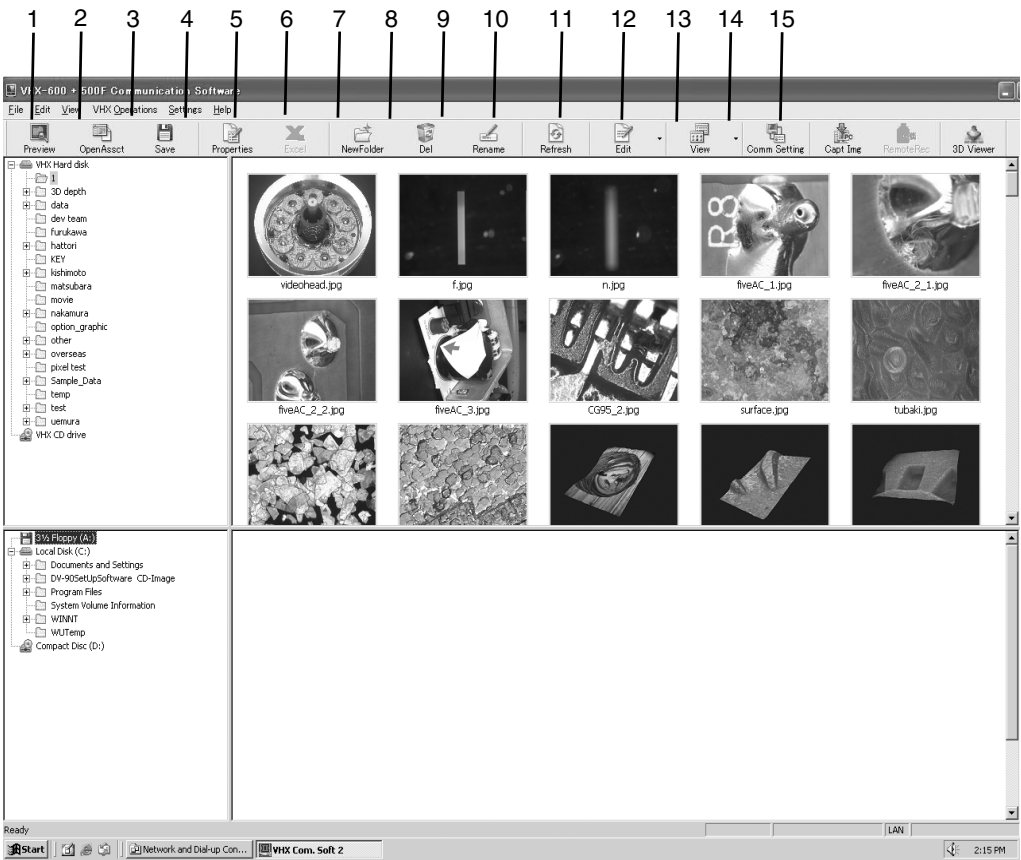 1 2 3 4 5 6 7 8 9 10 11 12 13 14 15
VHX-600 + 500F Communication Software
File Edit View VHX Operations Settings Help
Preview OpenAssct Save Properties Excel NewFolder Del Rename Refresh Edit View Comm Setting Capt Img RemoteRec 3D Viewer
VHX Hard disk
1
3D depth
data
dev team
furukawa
hattori
KEY
kishimoto
matsubara
movie
nakamura
option_graphic
other
overseas
pixel test
Sample_Data
temp
test
uemura
VHX CD drive
R8
videohead.jpg f.jpg n.jpg fiveAC_1.jpg fiveAC_2_1.jpg
fiveAC_2_2.jpg fiveAC_3.jpg CG95_2.jpg surface.jpg tubaki.jpg
3½ Floppy (A:)
Local Disk (C:)
Documents and Settings
DV-90SetUpSoftware CD-Image
Program Files
System Volume Information
WINNT
WUTemp
Compact Disc (D:)
Ready LAN
Start Network and Dial-up Con... VHX Com. Soft 2 2:15 PM